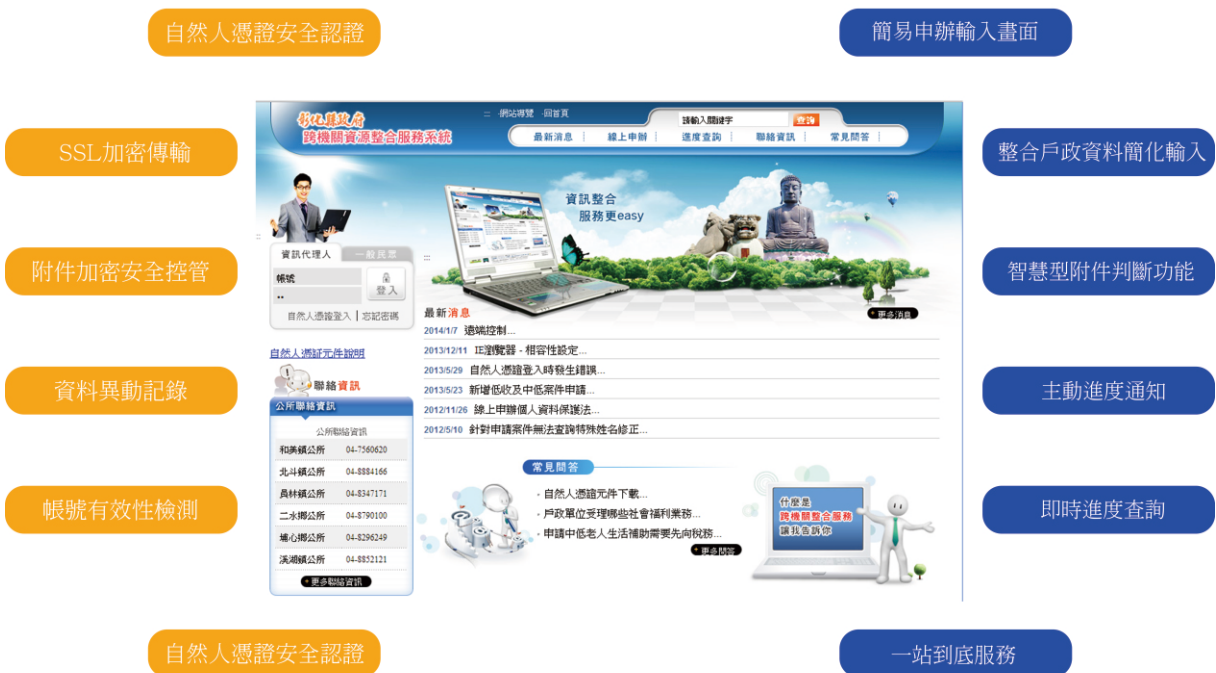 自然人憑證安全認證
簡易申辦輸入畫面
彰化縣政府
跨機關資源整合服務系統
::: ·網站導覽 ·回首頁
請輸入關鍵字
查詢
最新消息
線上申辦
進度查詢
聯絡資訊
常見問答
SSL加密傳輸
整合戶政資料簡化輸入
資訊整合
服務更easy
資訊代理人
一般民眾
帳號
登入
自然人憑證登入 | 忘記密碼
附件加密安全控管
智慧型附件判斷功能
更多消息
最新消息
2014/1/7 遠端控制...
2013/12/11 IE瀏覽器 - 相容性設定...
2013/5/29 自然人憑證登入時發生錯誤...
2013/5/23 新增低收及中低案件申請...
2012/11/26 線上申辦個人資料保護法...
2012/5/10 針對申請案件無法查詢特殊姓名修正...
自然人憑証元件說明
聯絡資訊
資料異動記錄
主動進度通知
公所聯絡資訊
公所聯絡資訊
和美鎮公所 04-7560620
北斗鎮公所 04-8884166
員林鎮公所 04-8347171
二水鄉公所 04-8790100
埔心鄉公所 04-8296249
溪湖鎮公所 04-8852121
更多聯絡資訊
常見問答
- 自然人憑證元件下載...
- 戶政單位受理哪些社會福利業務...
- 申請中低老人生活補助需要先向稅務...
更多問答
什麼是
跨機關整合服務
讓我告訴你
帳號有效性檢測
即時進度查詢
自然人憑證安全認證
一站到底服務